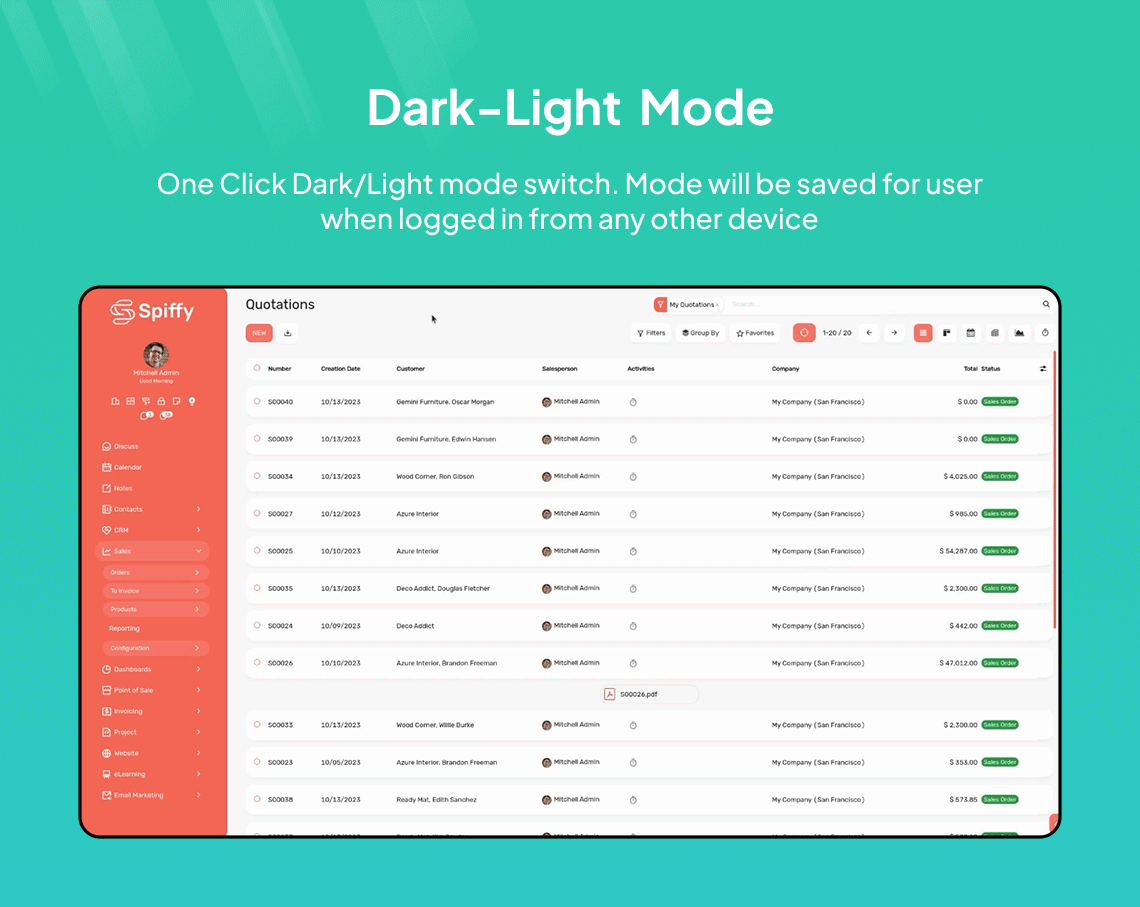 Dark-Light Mode
One Click Dark/Light mode switch. Mode will be saved for user
when logged in from any other device
Spiffy
Mitchell Admin
Good Morning
Discuss
Calendar
Notes
Contacts
CRM
Sales
Orders
To Invoice
Products
Reporting
Configuration
Dashboards
Point of Sale
Invoicing
Project
Website
eLearning
Email Marketing
Quotations
My Quotations ×
Search...
NEW
Filters Group By Favorites 1-20 / 20
Number Creation Date Customer Salesperson Activities Company Total Status
S00040 10/13/2023 Gemini Furniture, Oscar Morgan Mitchell Admin My Company (San Francisco) $ 0.00 Sales Order
S00039 10/13/2023 Gemini Furniture, Edwin Hansen Mitchell Admin My Company (San Francisco) $ 0.00 Sales Order
S00034 10/13/2023 Wood Corner, Ron Gibson Mitchell Admin My Company (San Francisco) $ 4,025.00 Sales Order
S00027 10/12/2023 Azure Interior Mitchell Admin My Company (San Francisco) $ 985.00 Sales Order
S00025 10/10/2023 Azure Interior Mitchell Admin My Company (San Francisco) $ 54,287.00 Sales Order
S00035 10/13/2023 Deco Addict, Douglas Fletcher Mitchell Admin My Company (San Francisco) $ 2,300.00 Sales Order
S00024 10/09/2023 Deco Addict Mitchell Admin My Company (San Francisco) $ 442.00 Sales Order
S00026 10/10/2023 Azure Interior, Brandon Freeman Mitchell Admin My Company (San Francisco) $ 47,012.00 Sales Order
S00026.pdf
S00033 10/13/2023 Wood Corner, Willie Burke Mitchell Admin My Company (San Francisco) $ 2,300.00 Sales Order
S00023 10/05/2023 Azure Interior, Brandon Freeman Mitchell Admin My Company (San Francisco) $ 353.00 Sales Order
S00038 10/13/2023 Ready Mat, Edith Sanchez Mitchell Admin My Company (San Francisco) $ 573.85 Sales Order